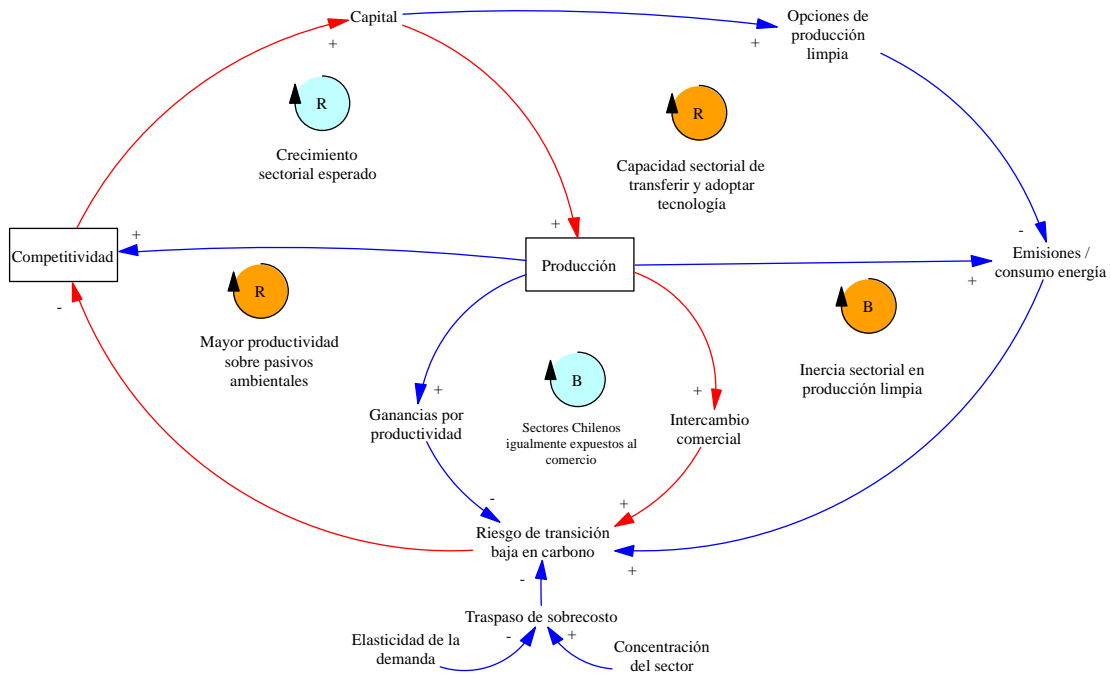 Capital
+
Opciones de
producción
limpia
+
R
Crecimiento
sectorial esperado
R
Capacidad sectorial de
transferir y adoptar
tecnología
+
Competitividad
-
+
Producción
-
Emisiones /
consumo energía
+
R
Mayor productividad
sobre pasivos
ambientales
B
Inercia sectorial en
producción limpia
+
Ganancias por
productividad
B
Sectores Chilenos
igualmente expuestos al
comercio
+
Intercambio
comercial
-
+
Riesgo de transición
baja en carbono
+
-
Traspaso de sobrecosto
-
+
Elasticidad de la
demanda
Concentración
del sector